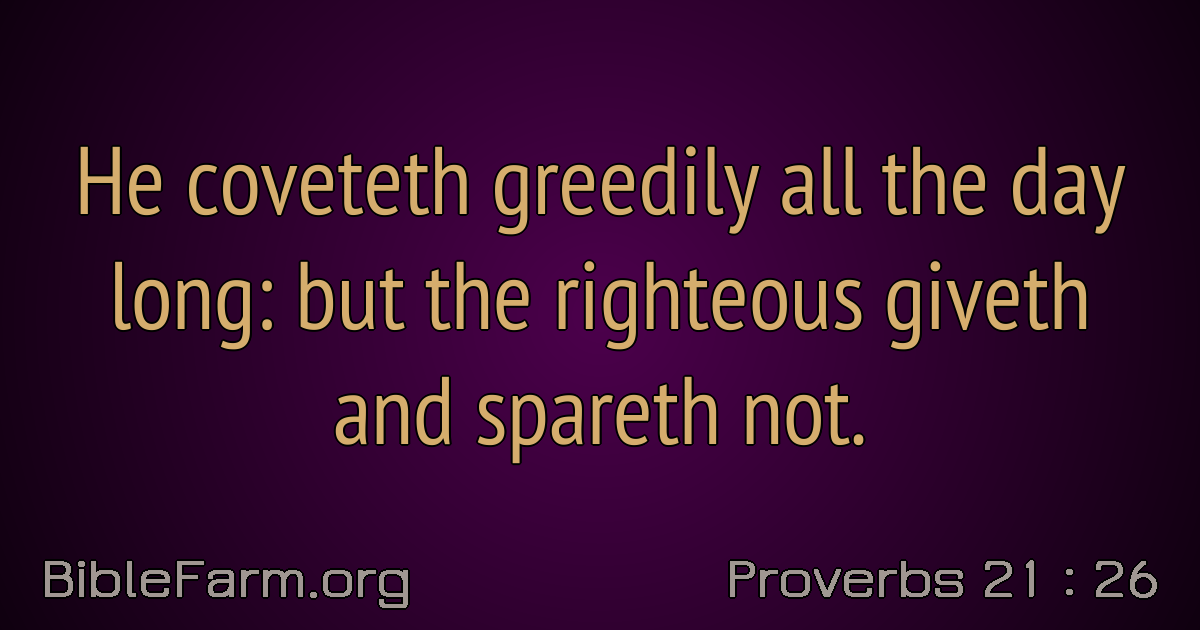 He coveteth greedily all the day
long: but the righteous giveth
and spareth not.
BibleFarm.org
Proverbs 21 : 26